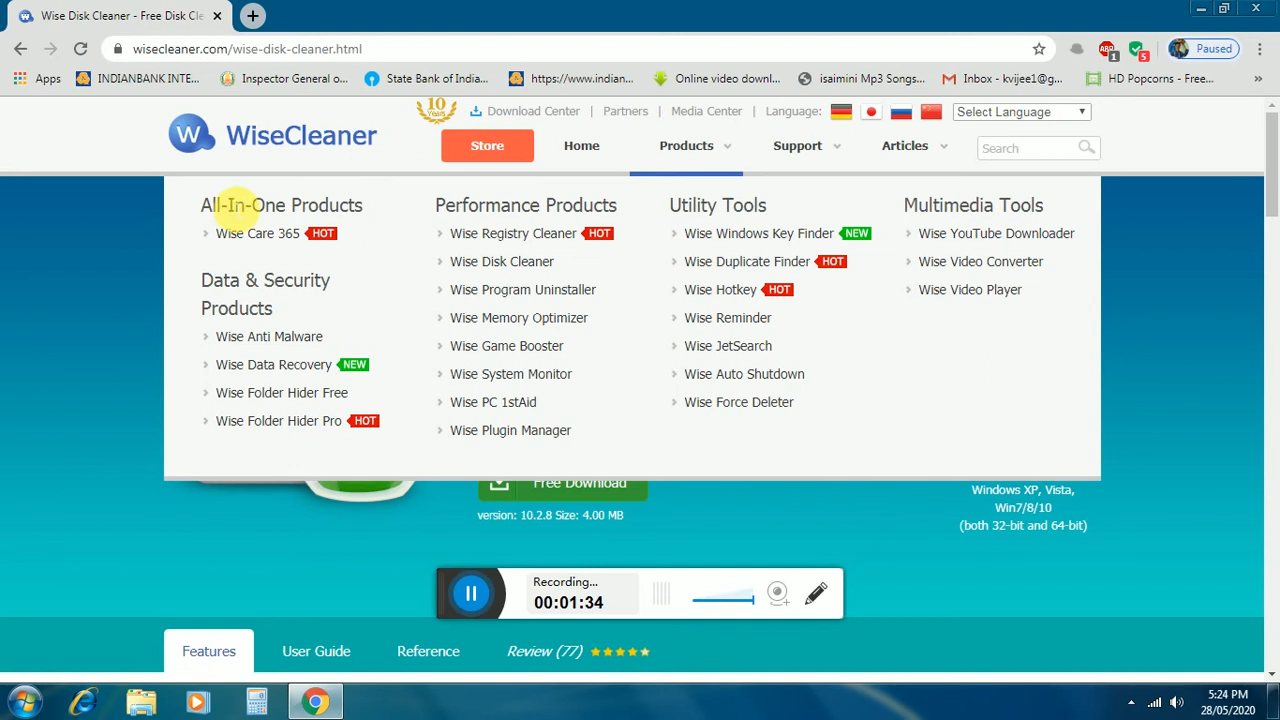 Wise Disk Cleaner - Free Disk Cle
wisecleaner.com/wise-disk-cleaner.html
ABP
1
5
Paused
Apps
INDIANBANK INTE...
Inspector General o...
State Bank of India...
https://www.indian...
Online video downl...
isaimini Mp3 Songs...
Inbox - kvijee1@g...
HD Popcorns - Free...
»
10
Years
Download Center | Partners | Media Center | Language:
Select Language
W WiseCleaner
Store
Home
Products
Support
Articles
Search
All-In-One Products
Wise Care 365 HOT
Data & Security
Products
Wise Anti Malware
Wise Data Recovery NEW
Wise Folder Hider Free
Wise Folder Hider Pro HOT
Performance Products
Wise Registry Cleaner HOT
Wise Disk Cleaner
Wise Program Uninstaller
Wise Memory Optimizer
Wise Game Booster
Wise System Monitor
Wise PC 1stAid
Wise Plugin Manager
Utility Tools
Wise Windows Key Finder NEW
Wise Duplicate Finder HOT
Wise Hotkey HOT
Wise Reminder
Wise JetSearch
Wise Auto Shutdown
Wise Force Deleter
Multimedia Tools
Wise YouTube Downloader
Wise Video Converter
Wise Video Player
Free Download
version: 10.2.8 Size: 4.00 MB
Windows XP, Vista,
Win7/8/10
(both 32-bit and 64-bit)
Recording...
00:01:34
Features
User Guide
Reference
Review (77)
5:24 PM
28/05/2020